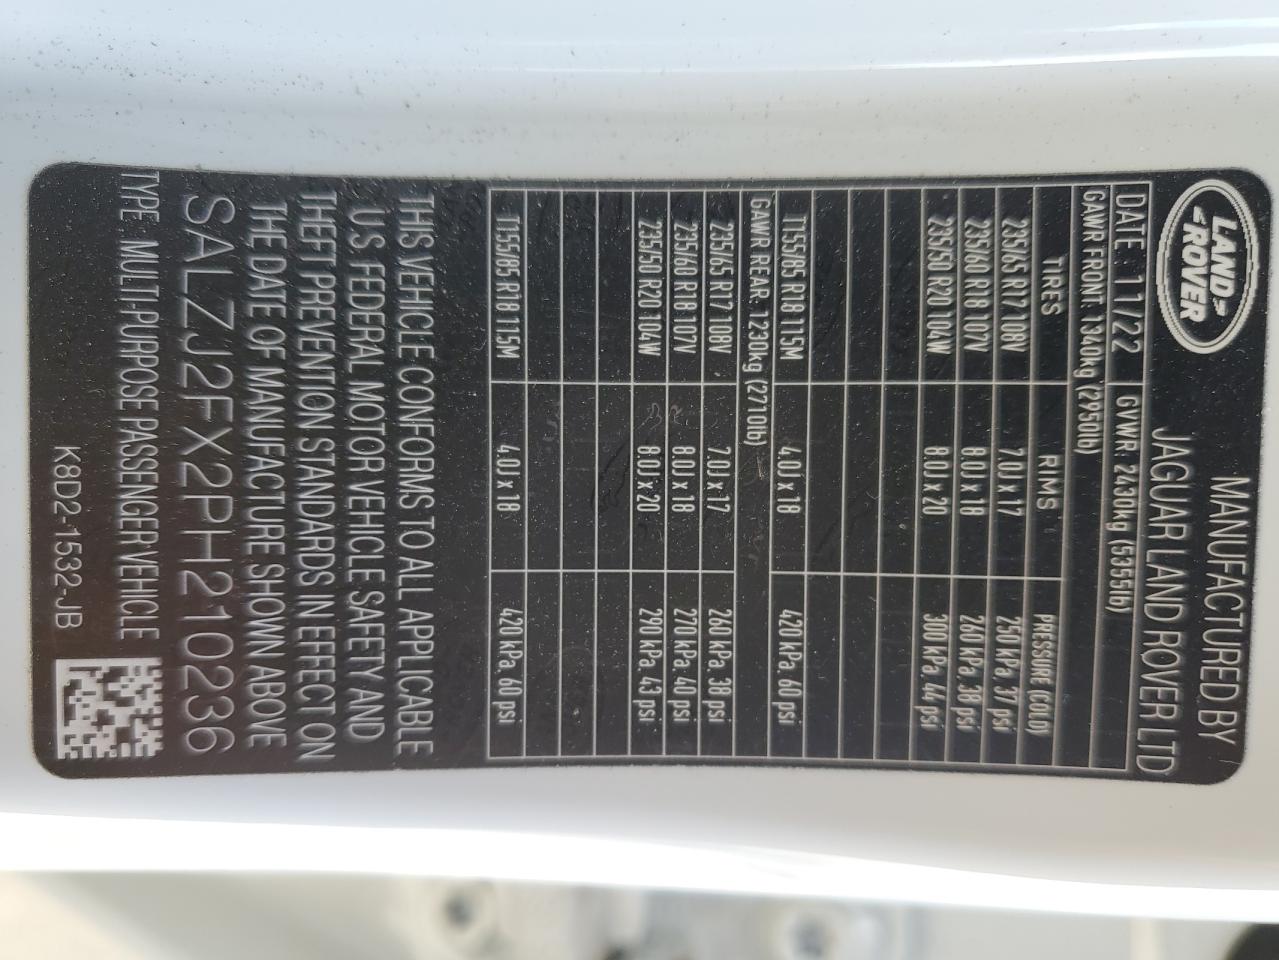 LAND
ROVER
MANUFACTURED BY
JAGUAR LAND ROVER LTD
DATE : 11/22 GVWR: 2430kg (5355lb)
GAWR FRONT: 1340kg (2950lb)
TIRES RIMS PRESSURE (COLD)
235/65 R17 108V 7.0J x 17 250 kPa 37 psi
235/60 R18 107V 8.0J x 18 260 kPa. 38 psi
235/50 R20 104W 8.0J x 20 300 kPa. 44 psi
T155/85 R18 115M 4.0J x 18 420 kPa. 60 psi
GAWR REAR: 1230kg (2710lb)
235/65 R17 108V 7.0J x 17 260 kPa. 38 psi
235/60 R18 107V 8.0J x 18 270 kPa. 40 psi
235/50 R20 104W 8.0J x 20 290 kPa. 43 psi
T155/85 R18 115M 4.0J x 18 420 kPa. 60 psi
THIS VEHICLE CONFORMS TO ALL APPLICABLE
U.S. FEDERAL MOTOR VEHICLE SAFETY AND
THEFT PREVENTION STANDARDS IN EFFECT ON
THE DATE OF MANUFACTURE SHOWN ABOVE
SALZJ2FX2PH210236
TYPE : MULTI-PURPOSE PASSENGER VEHICLE
K8D2-1532-JB